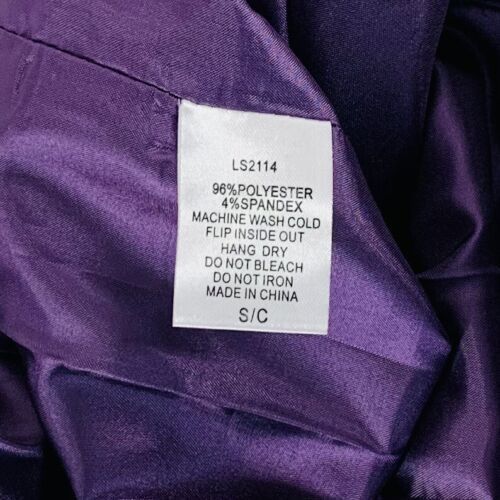 LS2114
96%POLYESTER
4%SPANDEX
MACHINE WASH COLD
FLIP INSIDE OUT
HANG DRY
DO NOT BLEACH
DO NOT IRON
MADE IN CHINA
S/C